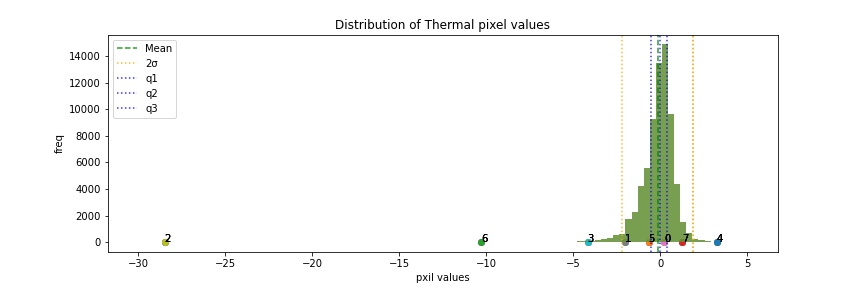 Distribution of Thermal pixel values
Mean
2σ
q1
q2
q3
freq
14000
12000
10000
8000
6000
4000
2000
0
2 6 3 1 5 0 7 4
−30 −25 −20 −15 −10 −5 0 5
pxil values